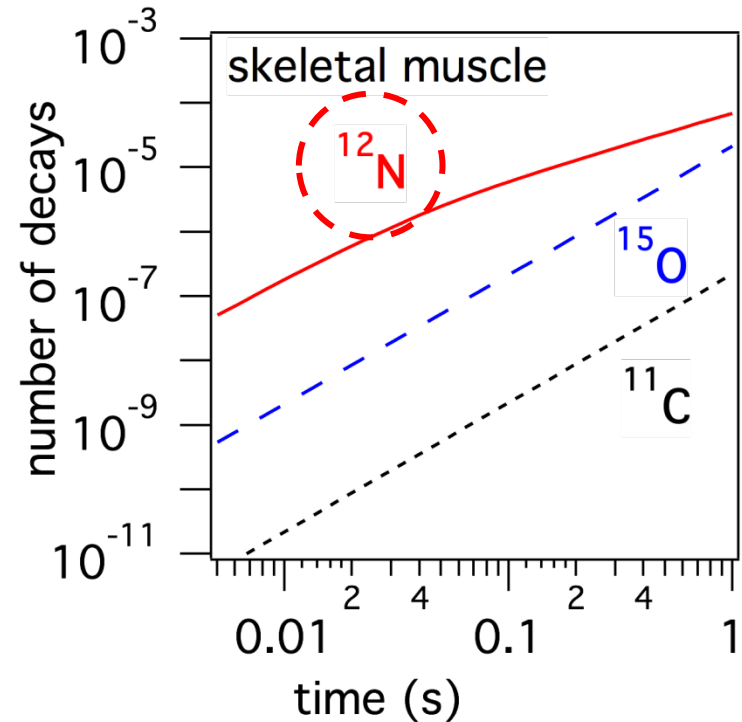 skeletal muscle
number of decays
10⁻³
10⁻⁵
10⁻⁷
10⁻⁹
10⁻¹¹
¹²N
¹⁵O
¹¹C
2 4 2 4
0.01 0.1 1
time (s)